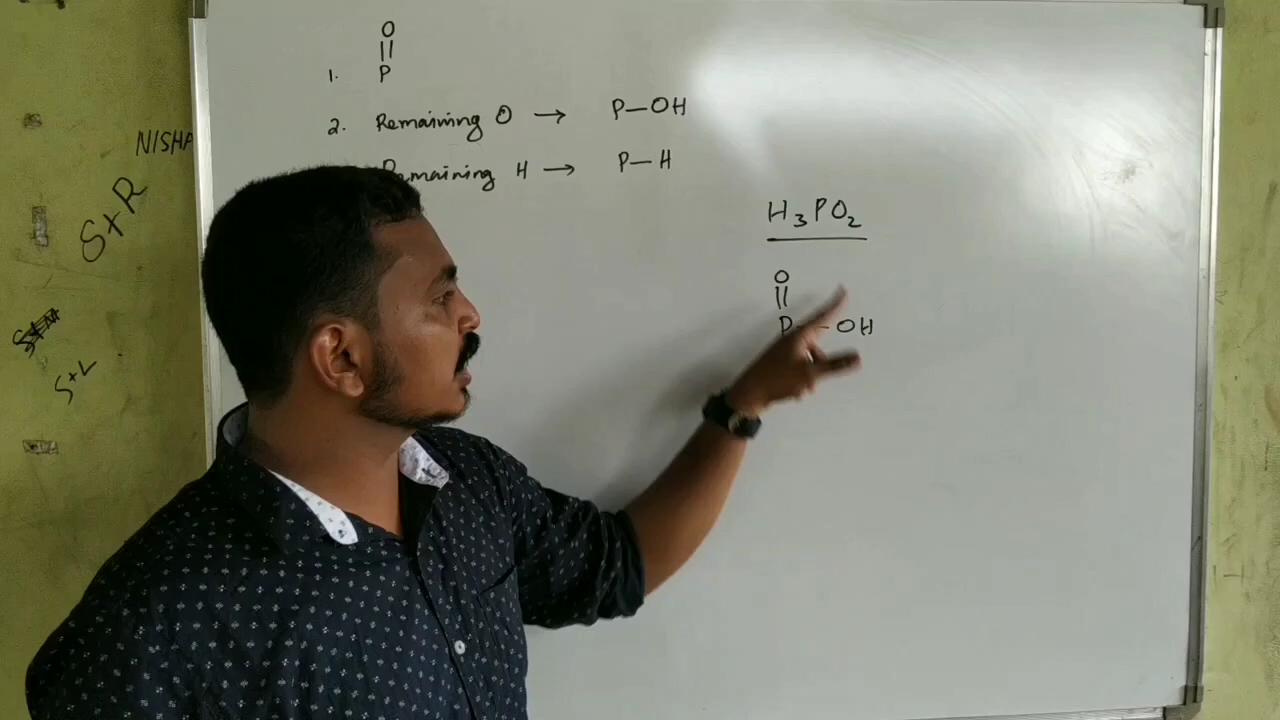 O
||
1. P
2. Remaining O → P—OH
Remaining H → P—H
NISHA
S+R
H₃PO₂
O
||
P—OH
S+L